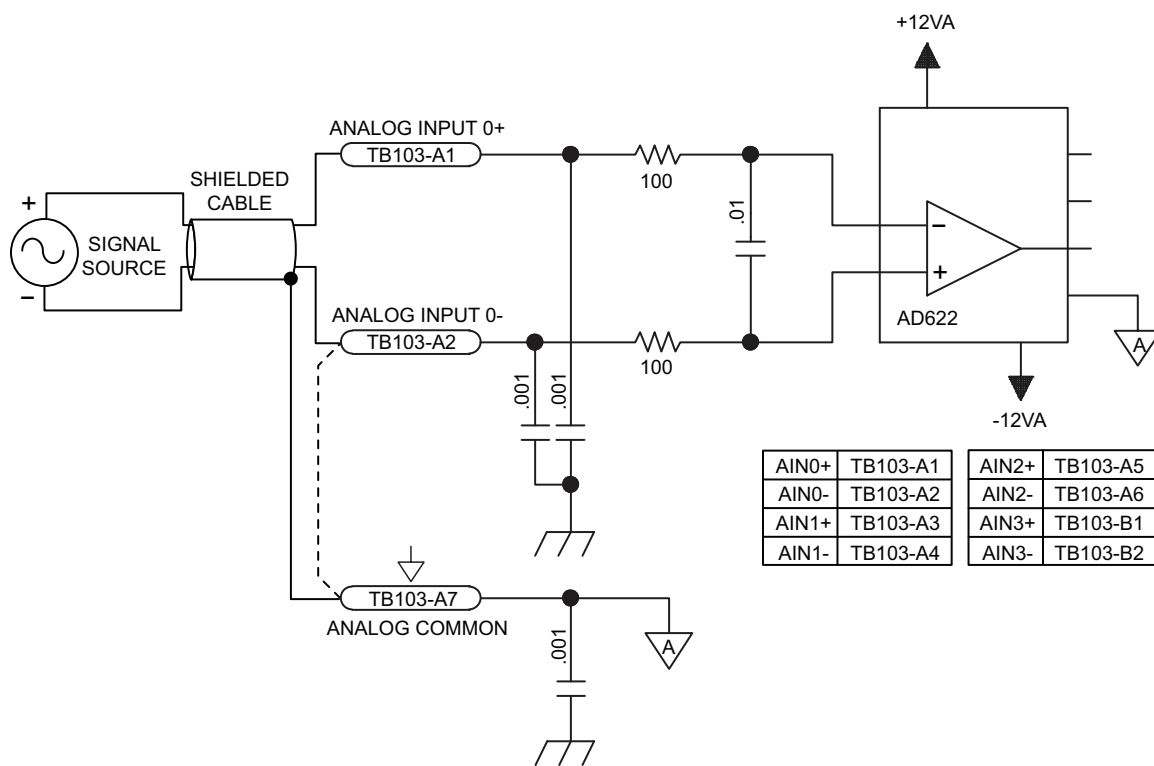 +12VA
ANALOG INPUT 0+
TB103-A1
100
SHIELDED
CABLE
+
SIGNAL
SOURCE
−
.01
−
+
AD622
A
ANALOG INPUT 0-
TB103-A2
100
.001
.001
-12VA
AIN0+ TB103-A1
AIN0- TB103-A2
AIN1+ TB103-A3
AIN1- TB103-A4
AIN2+ TB103-A5
AIN2- TB103-A6
AIN3+ TB103-B1
AIN3- TB103-B2
TB103-A7
ANALOG COMMON
.001
A